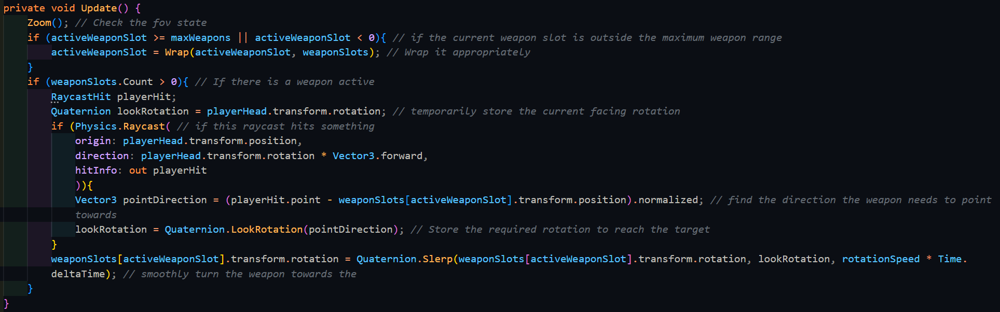 private void Update() {
    Zoom(); // Check the fov state
    if (activeWeaponSlot >= maxWeapons || activeWeaponSlot < 0){ // if the current weapon slot is outside the maximum weapon range
        activeWeaponSlot = Wrap(activeWeaponSlot, weaponSlots); // Wrap it appropriately
    }
    if (weaponSlots.Count > 0){ // If there is a weapon active
        RaycastHit playerHit;
        Quaternion lookRotation = playerHead.transform.rotation; // temporarily store the current facing rotation
        if (Physics.Raycast( // if this raycast hits something
            origin: playerHead.transform.position,
            direction: playerHead.transform.rotation * Vector3.forward,
            hitInfo: out playerHit
            )){
            Vector3 pointDirection = (playerHit.point - weaponSlots[activeWeaponSlot].transform.position).normalized; // find the direction the weapon needs to point
            towards
            lookRotation = Quaternion.LookRotation(pointDirection); // Store the required rotation to reach the target
        }
        weaponSlots[activeWeaponSlot].transform.rotation = Quaternion.Slerp(weaponSlots[activeWeaponSlot].transform.rotation, lookRotation, rotationSpeed * Time.
        deltaTime); // smoothly turn the weapon towards the
    }
}